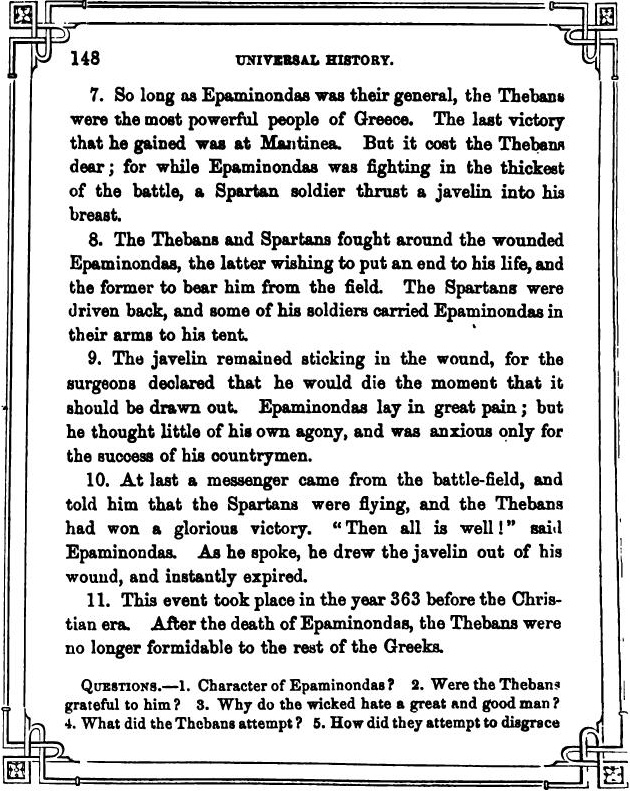 148 UNIVERSAL HISTORY.
7. So long as Epaminondas was their general, the Thebans
were the most powerful people of Greece. The last victory
that he gained was at Mantinea. But it cost the Thebans
dear; for while Epaminondas was fighting in the thickest
of the battle, a Spartan soldier thrust a javelin into his
breast.
8. The Thebans and Spartans fought around the wounded
Epaminondas, the latter wishing to put an end to his life, and
the former to bear him from the field. The Spartans were
driven back, and some of his soldiers carried Epaminondas in
their arms to his tent.
9. The javelin remained sticking in the wound, for the
surgeons declared that he would die the moment that it
should be drawn out. Epaminondas lay in great pain; but
he thought little of his own agony, and was anxious only for
the success of his countrymen.
10. At last a messenger came from the battle-field, and
told him that the Spartans were flying, and the Thebans
had won a glorious victory. "Then all is well!" said
Epaminondas. As he spoke, he drew the javelin out of his
wound, and instantly expired.
11. This event took place in the year 363 before the Chris-
tian era. After the death of Epaminondas, the Thebans were
no longer formidable to the rest of the Greeks.
QUESTIONS.—1. Character of Epaminondas? 2. Were the Thebans
grateful to him? 3. Why do the wicked hate a great and good man?
4. What did the Thebans attempt? 5. How did they attempt to disgrace